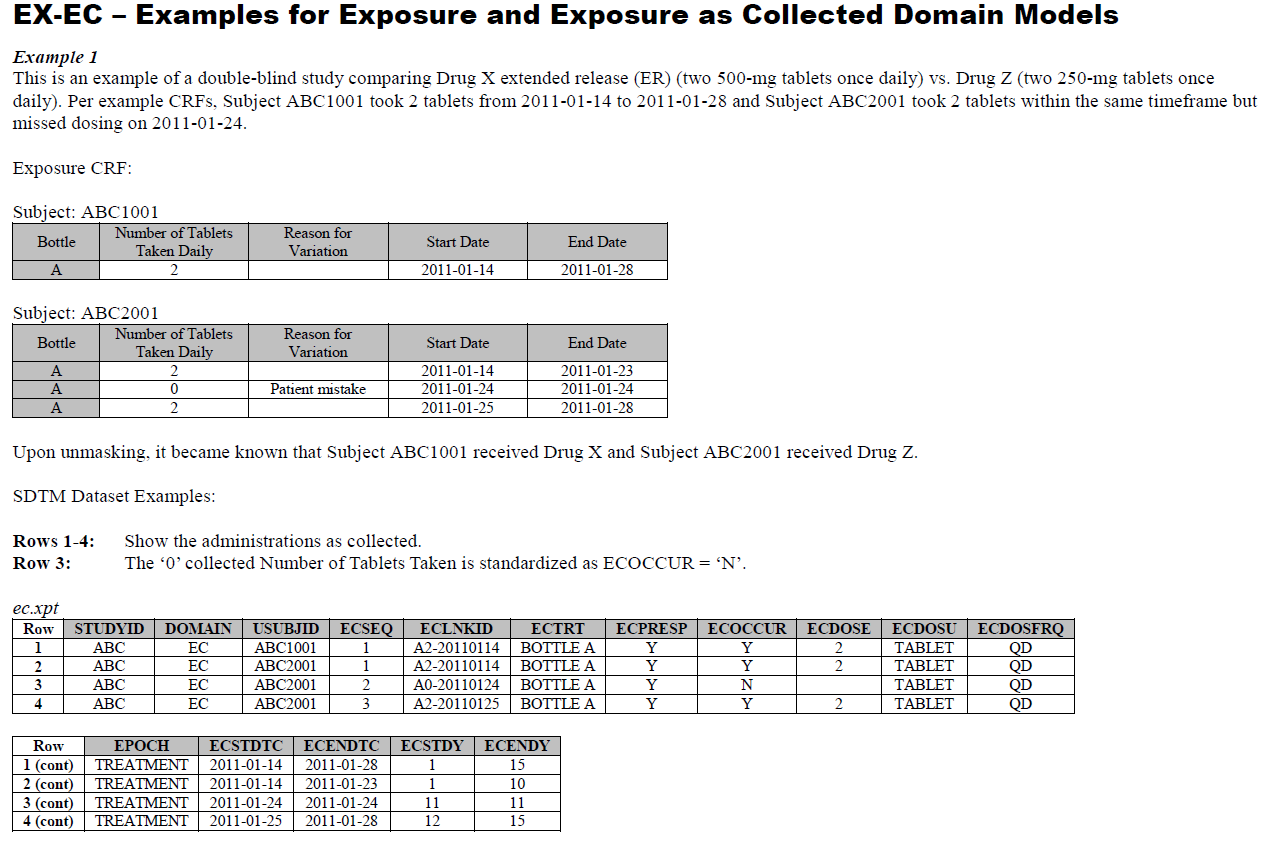 EX-EC – Examples for Exposure and Exposure as Collected Domain Models
Example 1
This is an example of a double-blind study comparing Drug X extended release (ER) (two 500-mg tablets once daily) vs. Drug Z (two 250-mg tablets once
daily). Per example CRFs, Subject ABC1001 took 2 tablets from 2011-01-14 to 2011-01-28 and Subject ABC2001 took 2 tablets within the same timeframe but
missed dosing on 2011-01-24.
Exposure CRF:
Subject: ABC1001
Bottle Number of Tablets Taken Daily Reason for Variation Start Date End Date
A 2 2011-01-14 2011-01-28
Subject: ABC2001
Bottle Number of Tablets Taken Daily Reason for Variation Start Date End Date
A 2 2011-01-14 2011-01-23
A 0 Patient mistake 2011-01-24 2011-01-24
A 2 2011-01-25 2011-01-28
Upon unmasking, it became known that Subject ABC1001 received Drug X and Subject ABC2001 received Drug Z.
SDTM Dataset Examples:
Rows 1-4: Show the administrations as collected.
Row 3: The ‘0’ collected Number of Tablets Taken is standardized as ECOCCUR = ‘N’.
ec.xpt
Row STUDYID DOMAIN USUBJID ECSEQ ECLNKID ECTRT ECPRESP ECOCCUR ECDOSE ECDOSU ECDOSFRQ
1 ABC EC ABC1001 1 A2-20110114 BOTTLE A Y Y 2 TABLET QD
2 ABC EC ABC2001 1 A2-20110114 BOTTLE A Y Y 2 TABLET QD
3 ABC EC ABC2001 2 A0-20110124 BOTTLE A Y N TABLET QD
4 ABC EC ABC2001 3 A2-20110125 BOTTLE A Y Y 2 TABLET QD
Row EPOCH ECSTDTC ECENDTC ECSTDY ECENDY
1 (cont) TREATMENT 2011-01-14 2011-01-28 1 15
2 (cont) TREATMENT 2011-01-14 2011-01-23 1 10
3 (cont) TREATMENT 2011-01-24 2011-01-24 11 11
4 (cont) TREATMENT 2011-01-25 2011-01-28 12 15